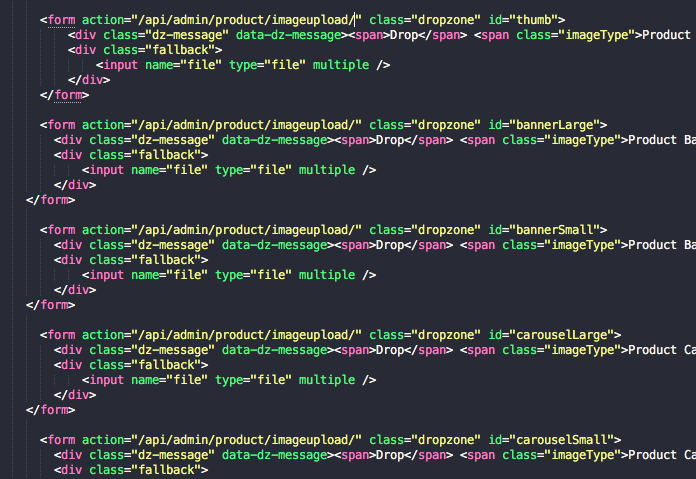 <form action="/api/admin/product/imageupload/" class="dropzone" id="thumb">
<div class="dz-message" data-dz-message><span>Drop</span> <span class="imageType">Product
<div class="fallback">
<input name="file" type="file" multiple />
</div>
</form>
<form action="/api/admin/product/imageupload/" class="dropzone" id="bannerLarge">
<div class="dz-message" data-dz-message><span>Drop</span> <span class="imageType">Product Ba
<div class="fallback">
<input name="file" type="file" multiple />
</div>
</form>
<form action="/api/admin/product/imageupload/" class="dropzone" id="bannerSmall">
<div class="dz-message" data-dz-message><span>Drop</span> <span class="imageType">Product Ba
<div class="fallback">
<input name="file" type="file" multiple />
</div>
</form>
<form action="/api/admin/product/imageupload/" class="dropzone" id="carouselLarge">
<div class="dz-message" data-dz-message><span>Drop</span> <span class="imageType">Product Ca
<div class="fallback">
<input name="file" type="file" multiple />
</div>
</form>
<form action="/api/admin/product/imageupload/" class="dropzone" id="carouselSmall">
<div class="dz-message" data-dz-message><span>Drop</span> <span class="imageType">Product Ca
<div class="fallback">